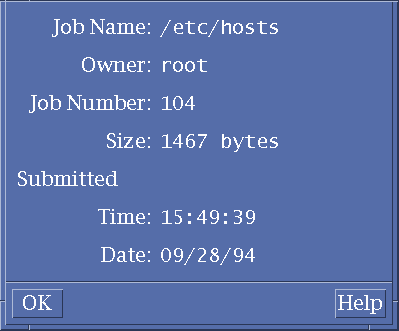 Job Name: /etc/hosts
Owner: root
Job Number: 104
Size: 1467 bytes
Submitted
Time: 15:49:39
Date: 09/28/94
OK Help